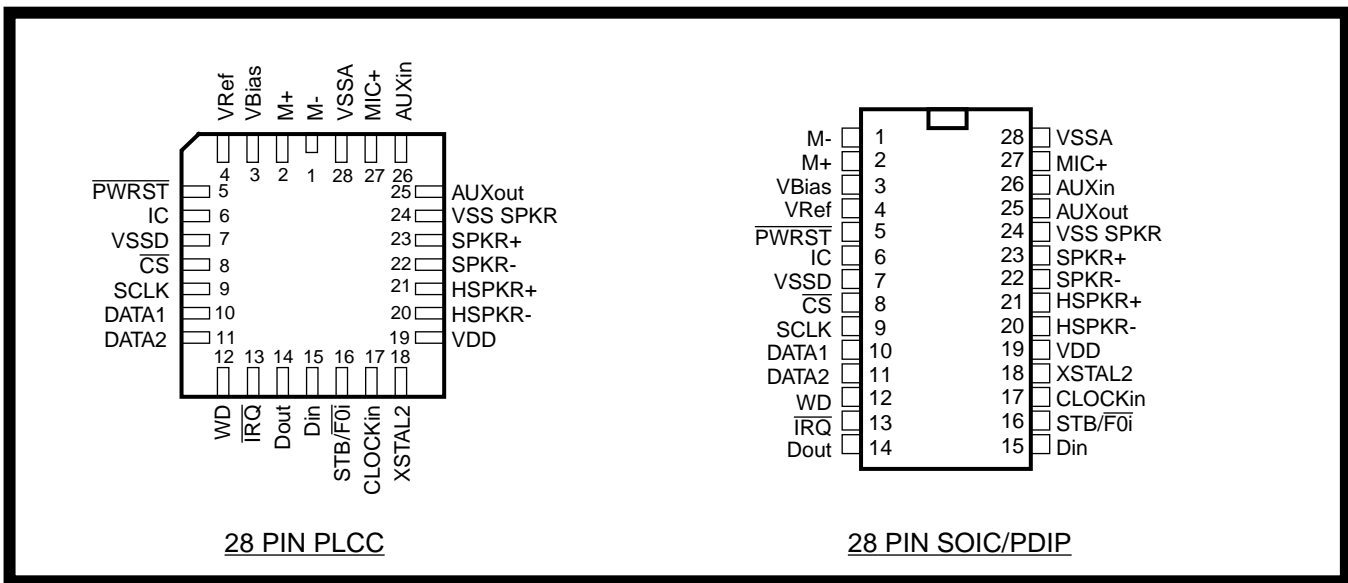 VRef
VBias
M+
M-
VSSA
MIC+
AUXin
4 3 2 1 28 27 26
PWRST 5
IC 6
VSSD 7
CS 8
SCLK 9
DATA1 10
DATA2 11
25 AUXout
24 VSS SPKR
23 SPKR+
22 SPKR-
21 HSPKR+
20 HSPKR-
19 VDD
12 13 14 15 16 17 18
WD
IRQ
Dout
Din
STB/F0i
CLOCKin
XSTAL2
28 PIN PLCC
M- 1 28 VSSA
M+ 2 27 MIC+
VBias 3 26 AUXin
VRef 4 25 AUXout
PWRST 5 24 VSS SPKR
IC 6 23 SPKR+
VSSD 7 22 SPKR-
CS 8 21 HSPKR+
SCLK 9 20 HSPKR-
DATA1 10 19 VDD
DATA2 11 18 XSTAL2
WD 12 17 CLOCKin
IRQ 13 16 STB/F0i
Dout 14 15 Din
28 PIN SOIC/PDIP